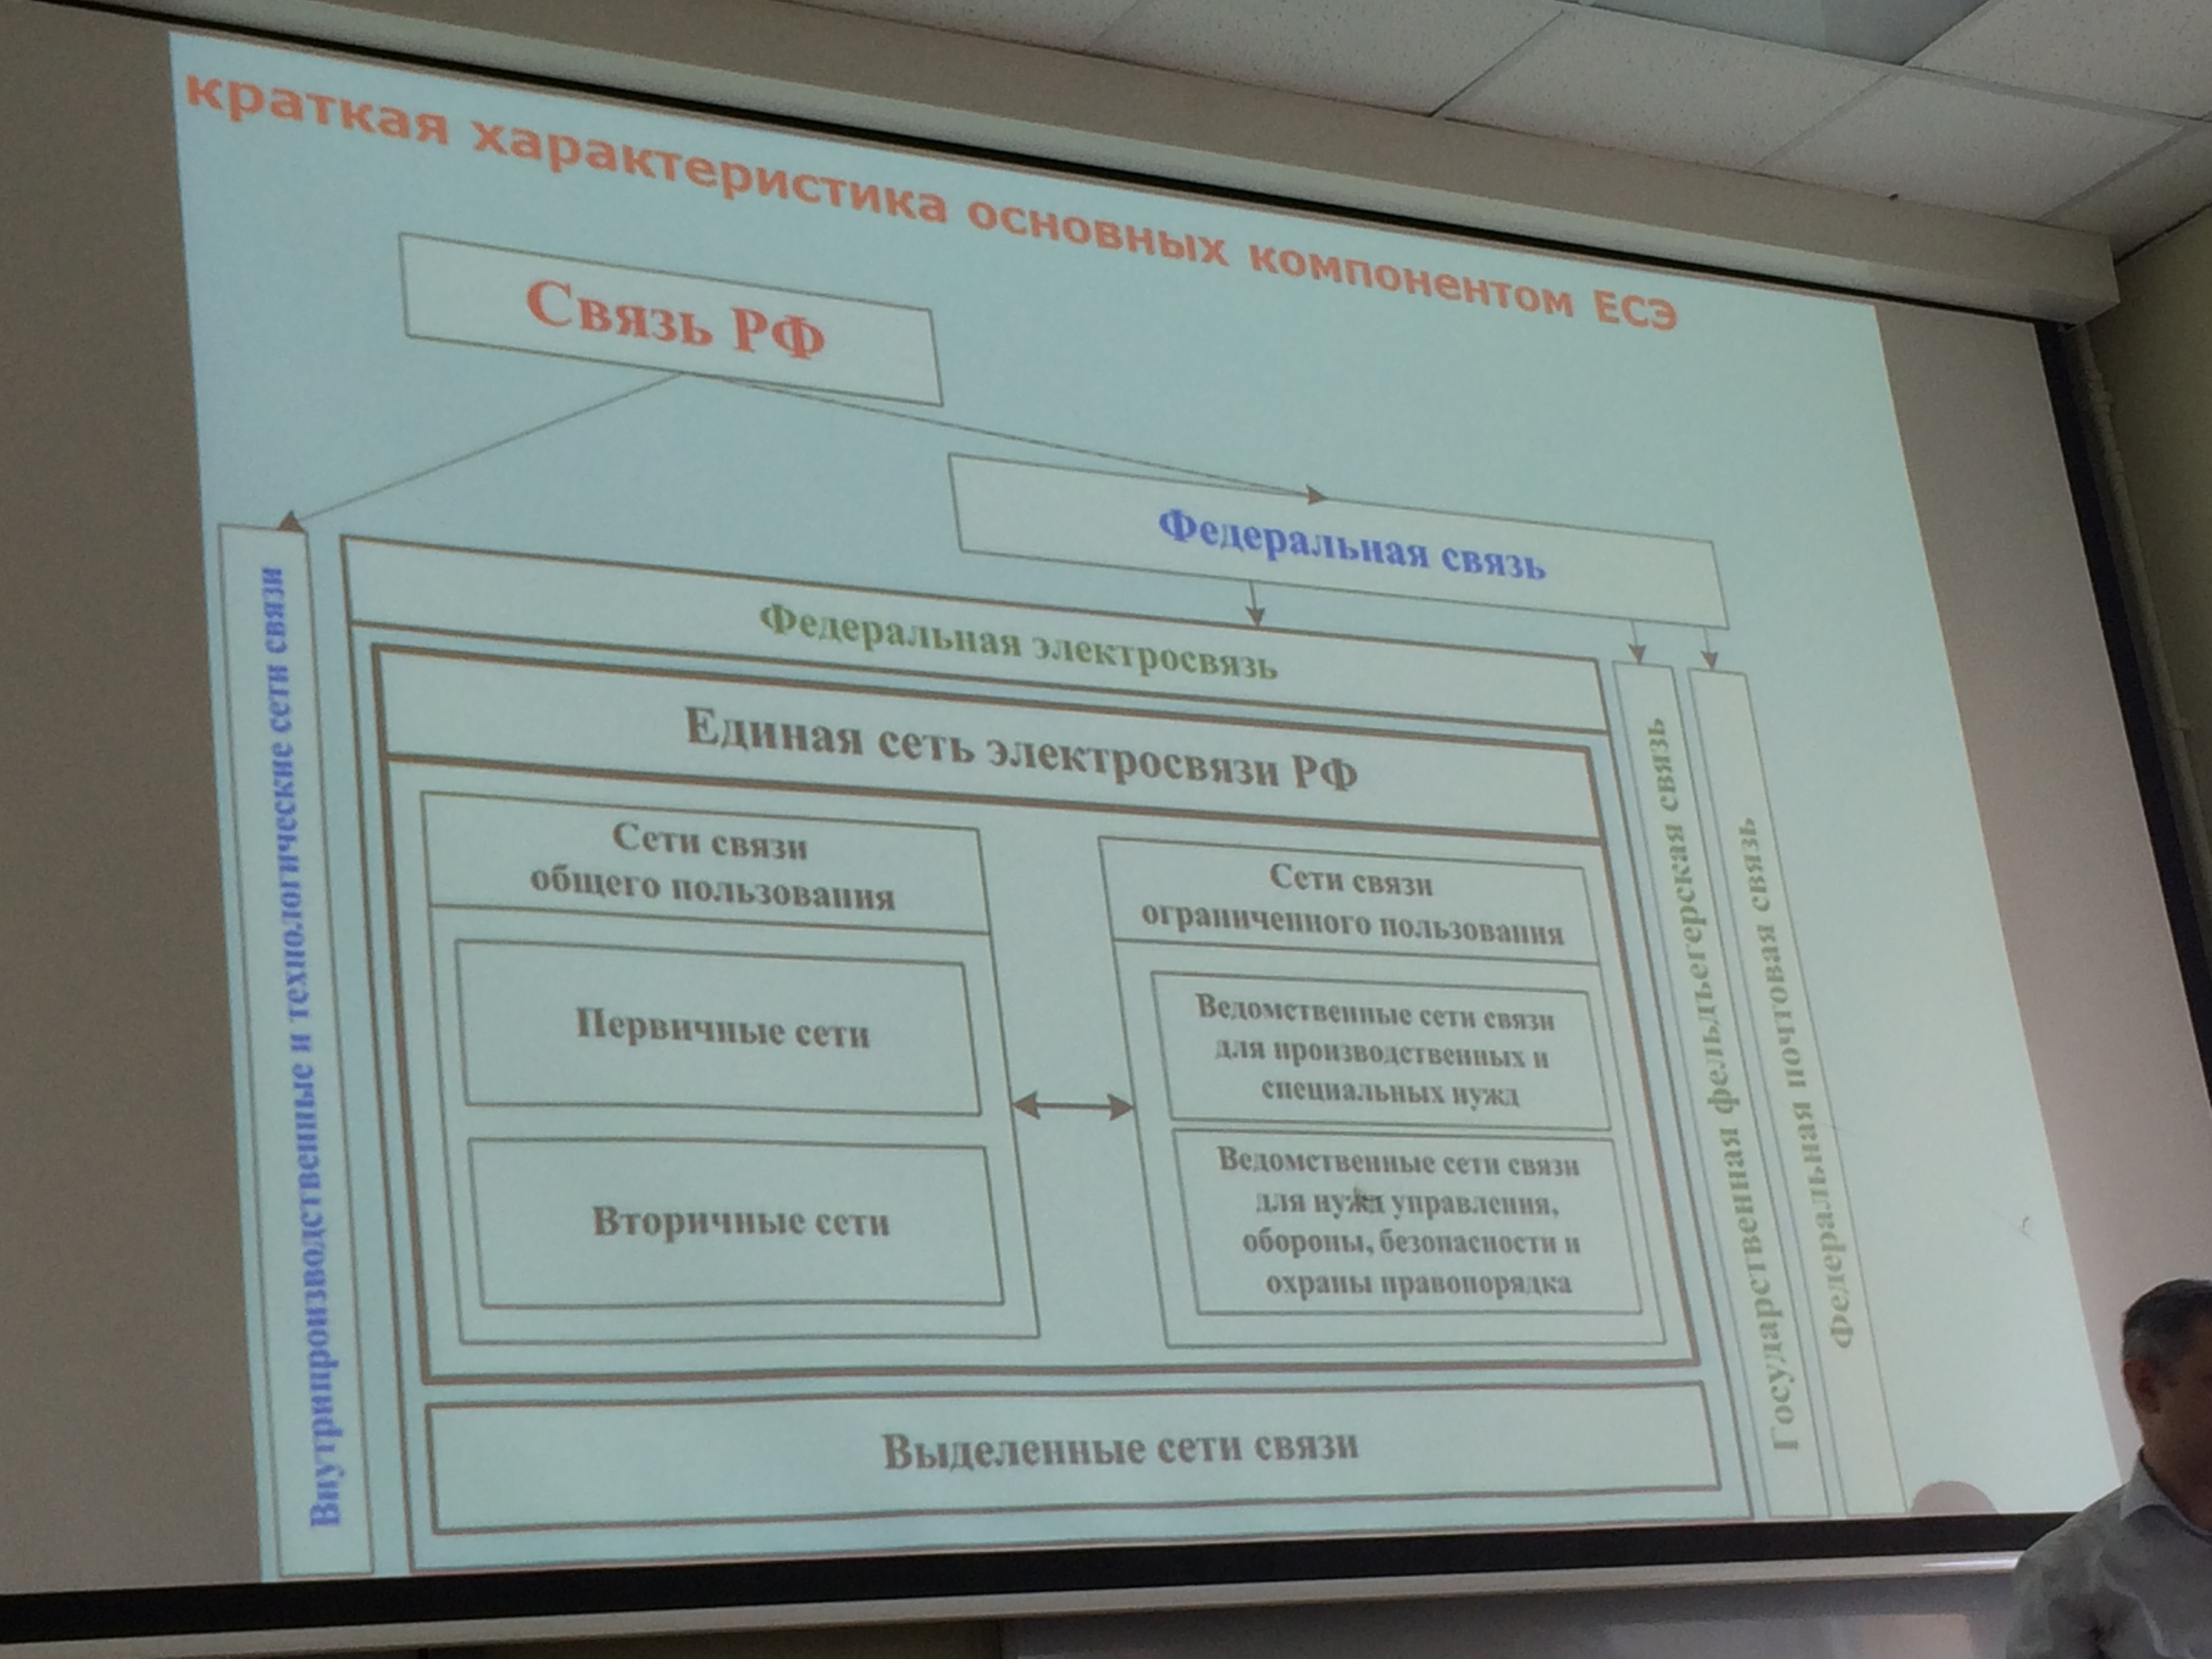 краткая характеристика основных компонентом ЕСЭ
Связь РФ
Федеральная связь
Внутрипроизводственные и технологические сети связи
Федеральная электросвязь
Единая сеть электросвязи РФ
Сети связи
общего пользования
Первичные сети
Вторичные сети
Сети связи
ограниченного пользования
Ведомственные сети связи
для производственных и
специальных нужд
Ведомственные сети связи
для нужд управления,
обороны, безопасности и
охраны правопорядка
Выделенные сети связи
Государственная фельдъегерская связь
Федеральная почтовая связь